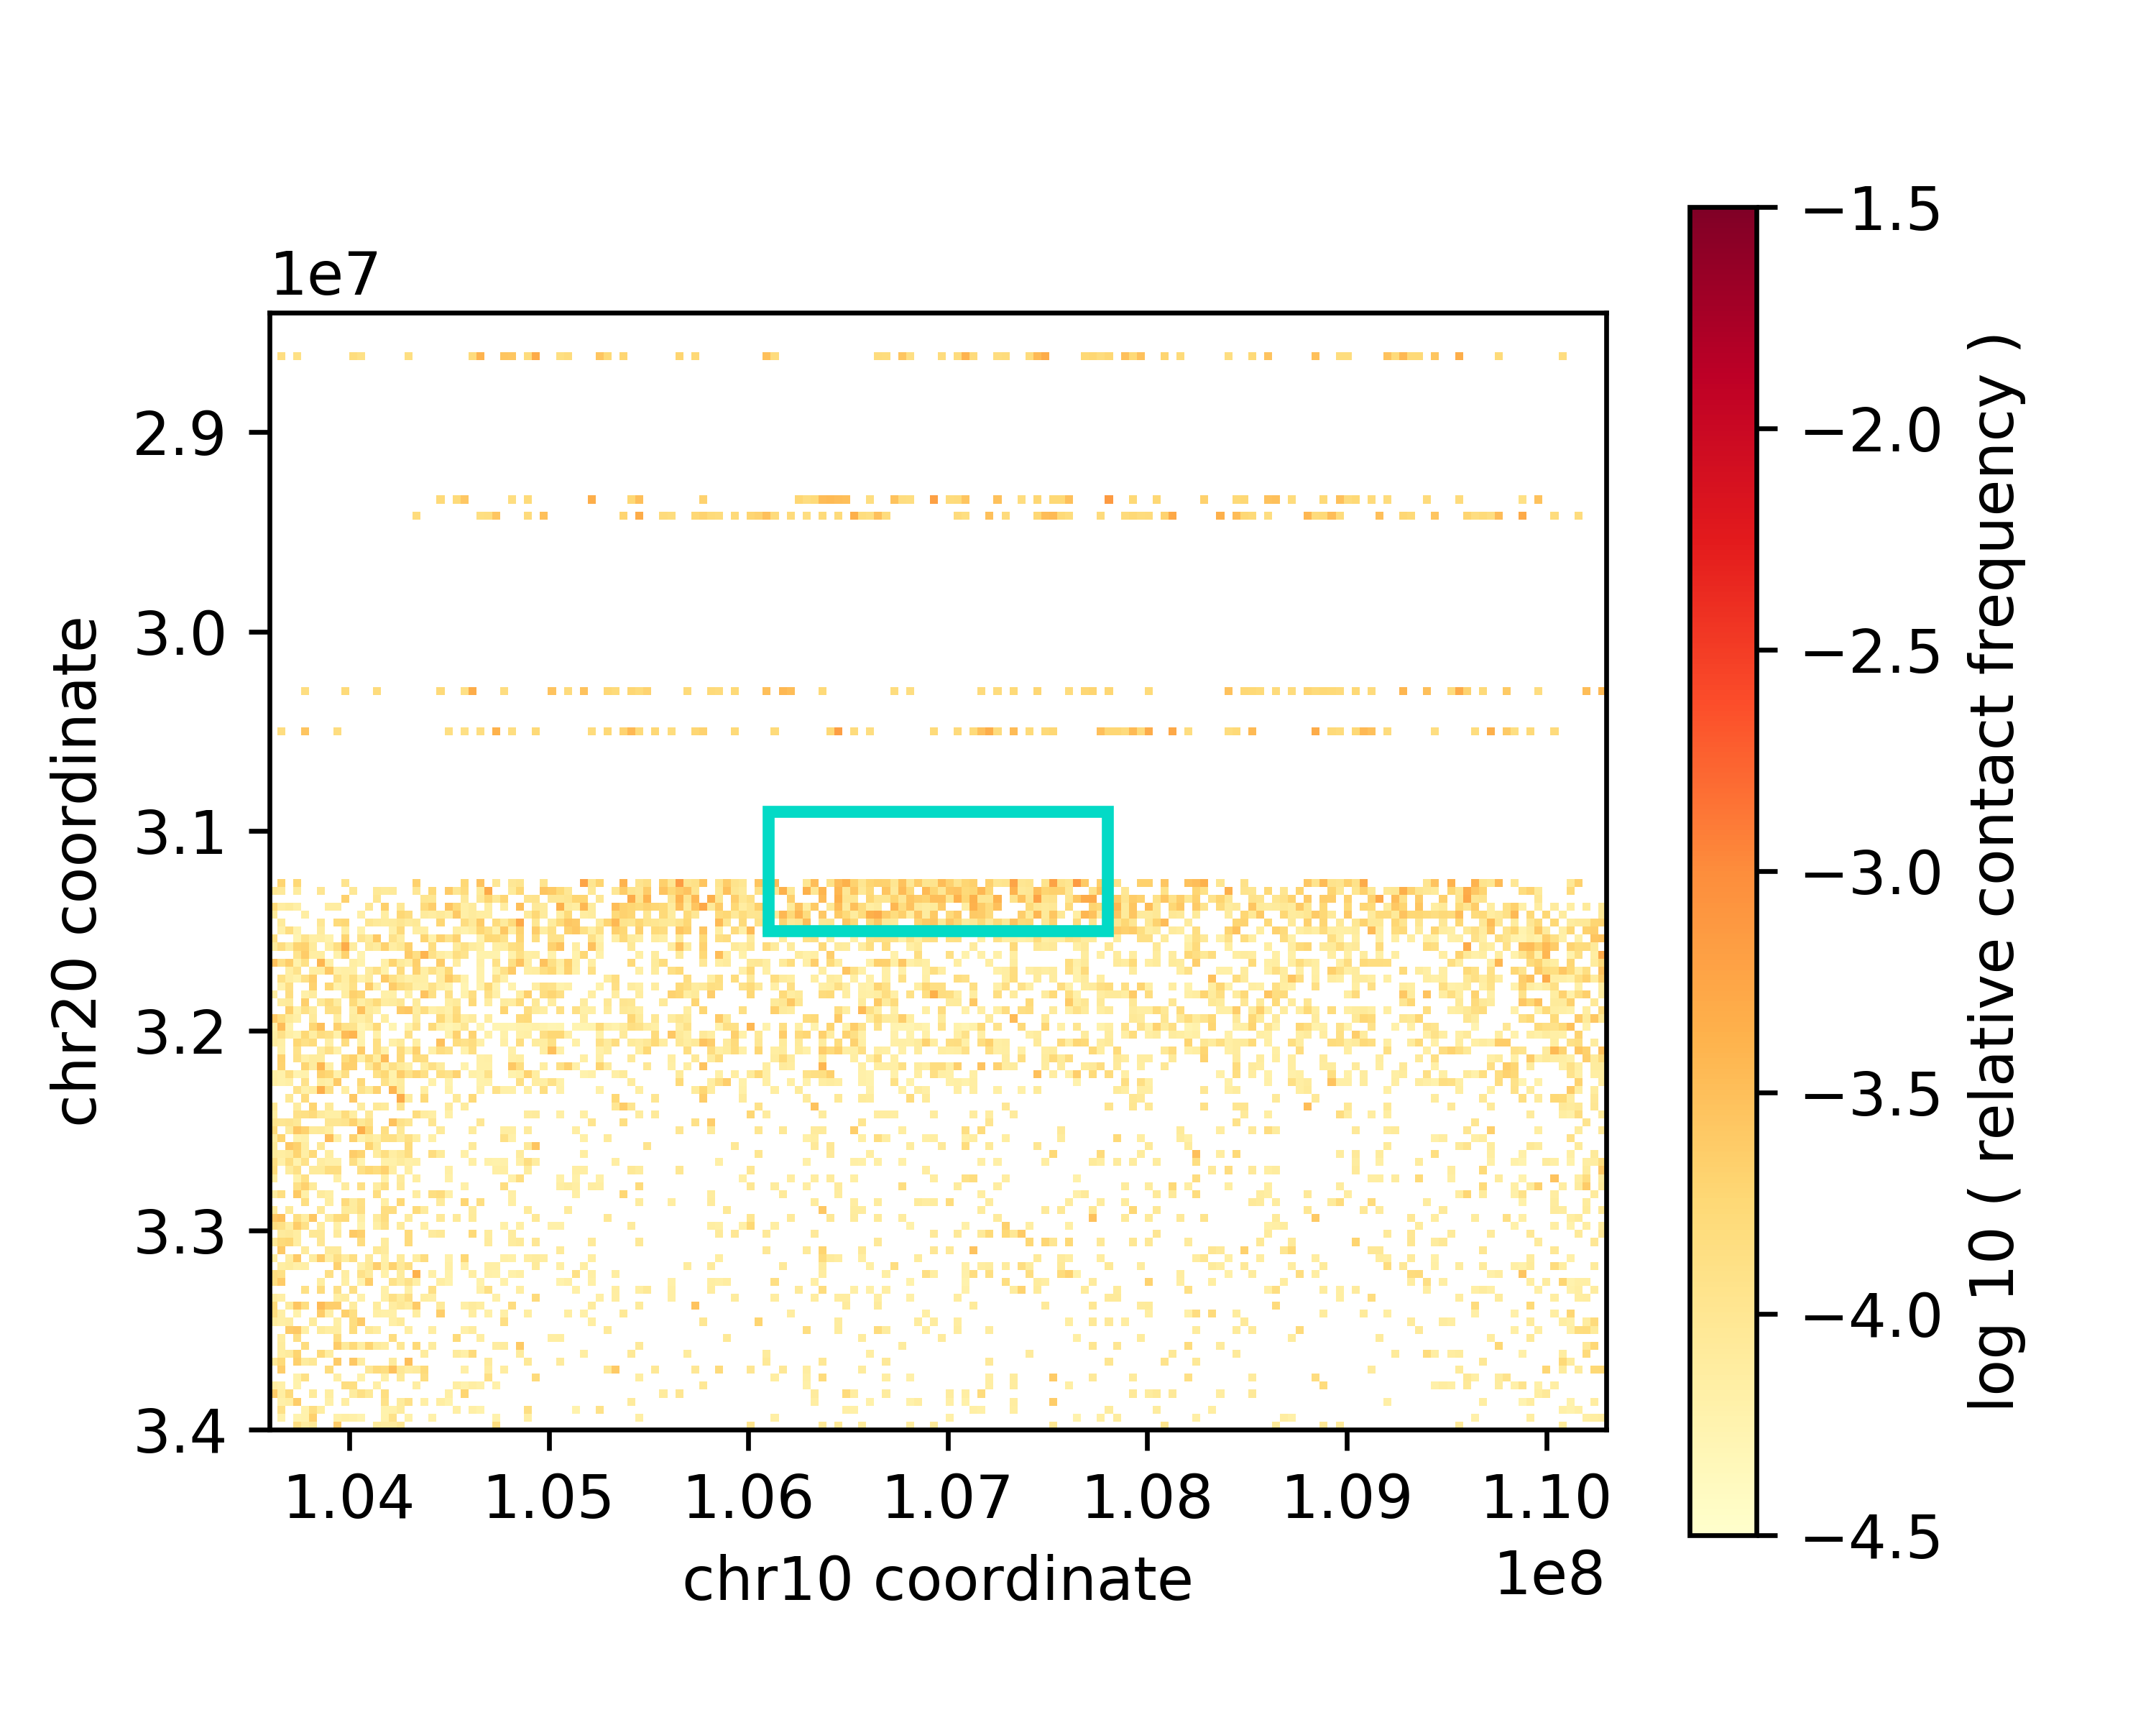 1e7
2.9
3.0
3.1
3.2
3.3
3.4
chr20 coordinate
1.04 1.05 1.06 1.07 1.08 1.09 1.10
1e8
chr10 coordinate
−1.5
−2.0
−2.5
−3.0
−3.5
−4.0
−4.5
log 10 ( relative contact frequency )